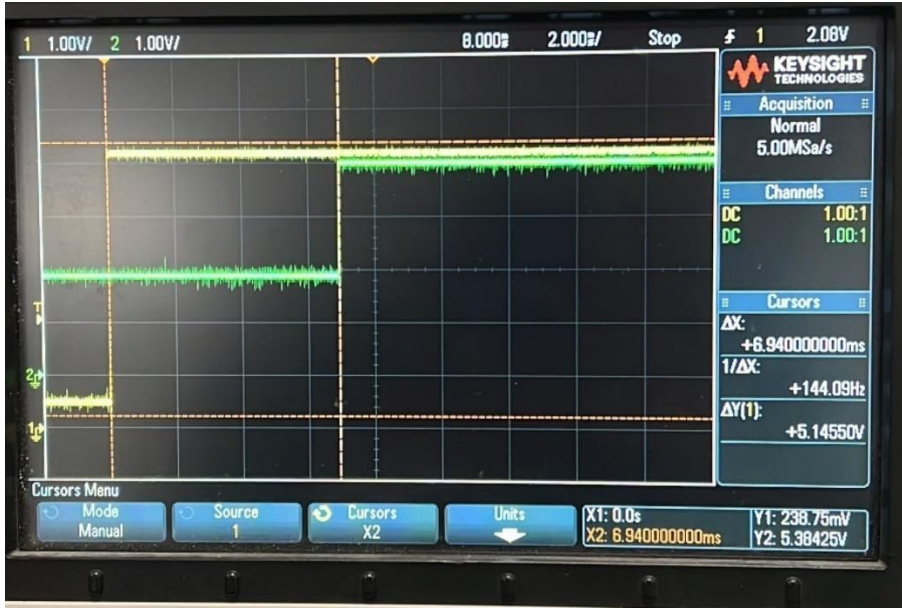 1 1.00V/ 2 1.00V/ 8.000s 2.000s/ Stop 1 2.08V
KEYSIGHT
TECHNOLOGIES
Acquisition
Normal
5.00MSa/s
Channels
DC 1.00:1
DC 1.00:1
T
Cursors
ΔX:
+6.940000000ms
1/ΔX:
+144.09Hz
2
ΔY(1):
1
+5.14550V
Cursors Menu
Mode
Manual
Source
1
Cursors
X2
Units
X1: 0.0s
X2: 6.940000000ms
Y1: 238.75mV
Y2: 5.38425V